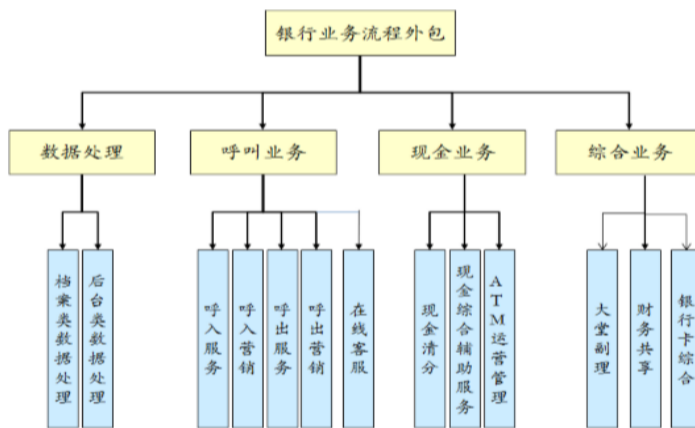 银行业务流程外包
数据处理
呼叫业务
现金业务
综合业务
档案类数据处理
后台类数据处理
呼入服务
呼入营销
呼出服务
呼出营销
在线客服
现金清分
现金综合辅助服务
ATM运营管理
大堂副理
财务共享
银行卡综合